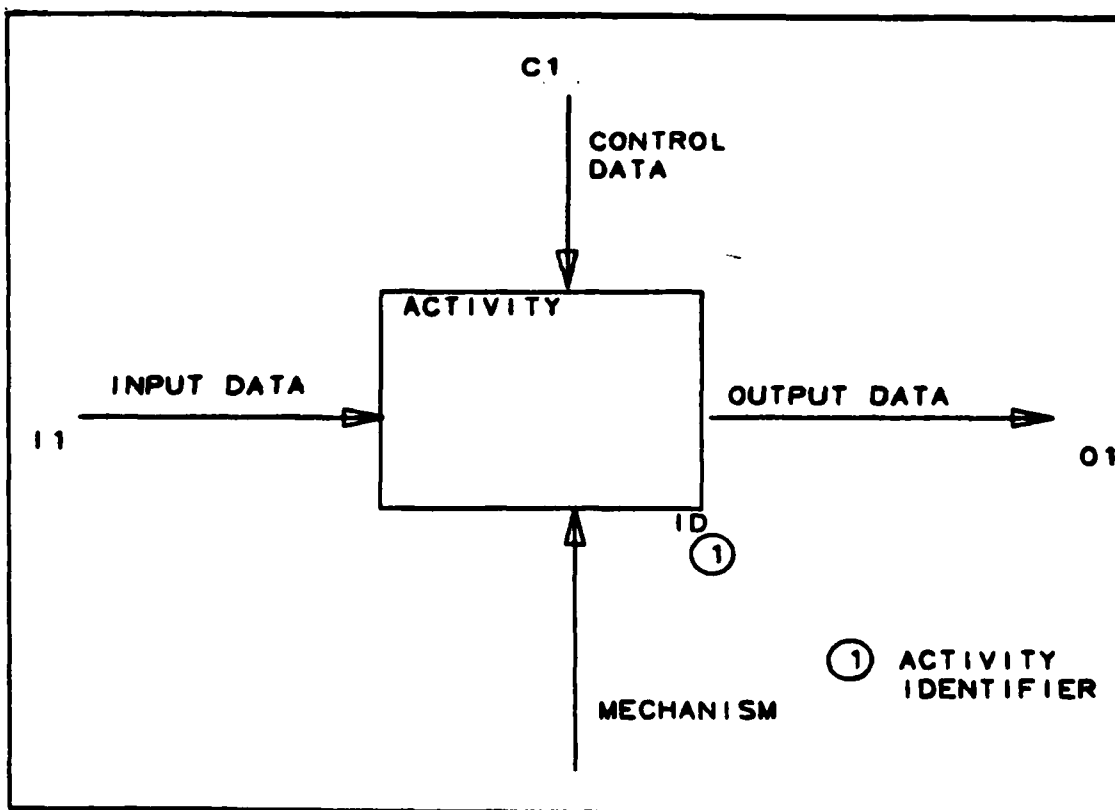 C1
CONTROL
DATA
ACTIVITY
INPUT DATA
OUTPUT DATA
I1
O1
ID
1
1 ACTIVITY
IDENTIFIER
MECHANISM